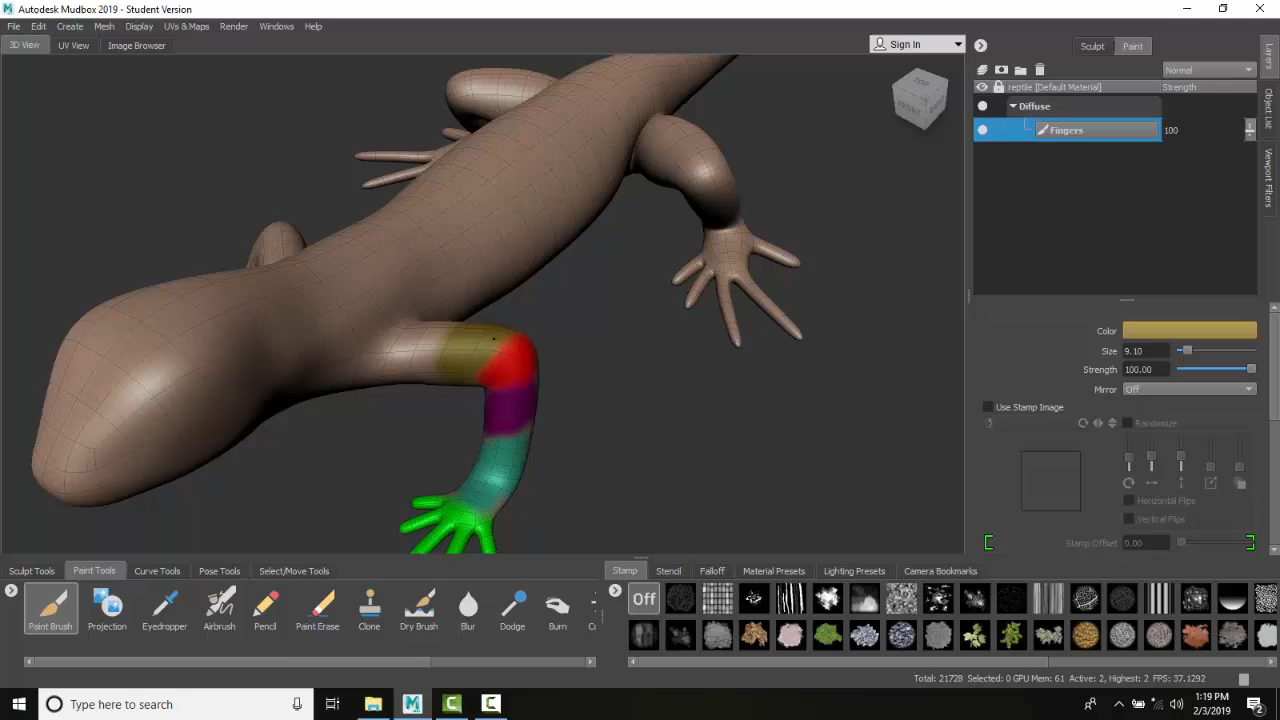 Autodesk Mudbox 2019 - Student Version
File Edit Create Mesh Display UVs & Maps Render Windows Help
3D View UV View Image Browser
Sign In
Sculpt Paint
Normal
reptile [Default Material] Strength
Diffuse
Fingers 100
Layers
Object List
Viewport Filters
TOP
FRONT
Color
Size 9.10
Strength 100.00
Mirror Off
Use Stamp Image
Randomize
Horizontal Flips
Vertical Flips
Stamp Offset 0.00
Sculpt Tools Paint Tools Curve Tools Pose Tools Select/Move Tools
Paint Brush Projection Eyedropper Airbrush Pencil Paint Erase Clone Dry Brush Blur Dodge Burn Co
Stamp Stencil Falloff Material Presets Lighting Presets Camera Bookmarks
Off
Total: 21728 Selected: 0 GPU Mem: 61 Active: 2, Highest: 2 FPS: 37.1292
Type here to search
1:19 PM
2/3/2019
2